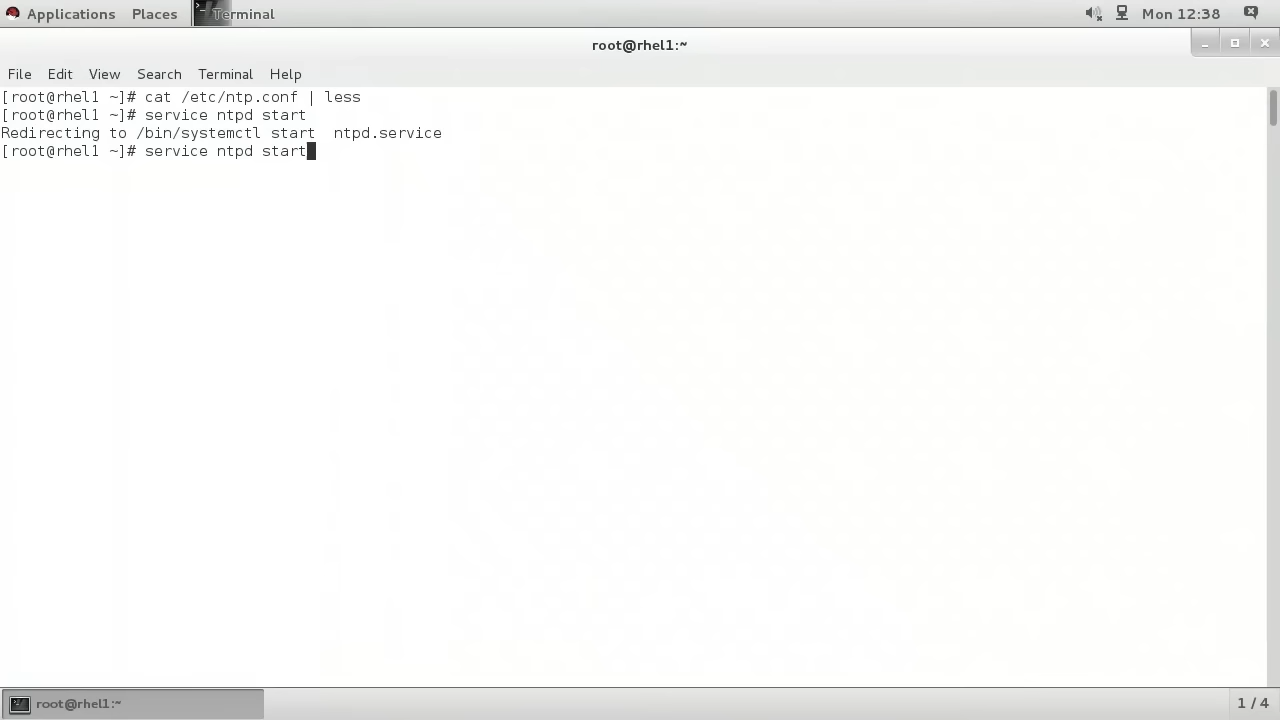 Applications Places Terminal Mon 12:38
root@rhel1:~
File Edit View Search Terminal Help
[root@rhel1 ~]# cat /etc/ntp.conf | less
[root@rhel1 ~]# service ntpd start
Redirecting to /bin/systemctl start  ntpd.service
[root@rhel1 ~]# service ntpd start
root@rhel1:~ 1 / 4